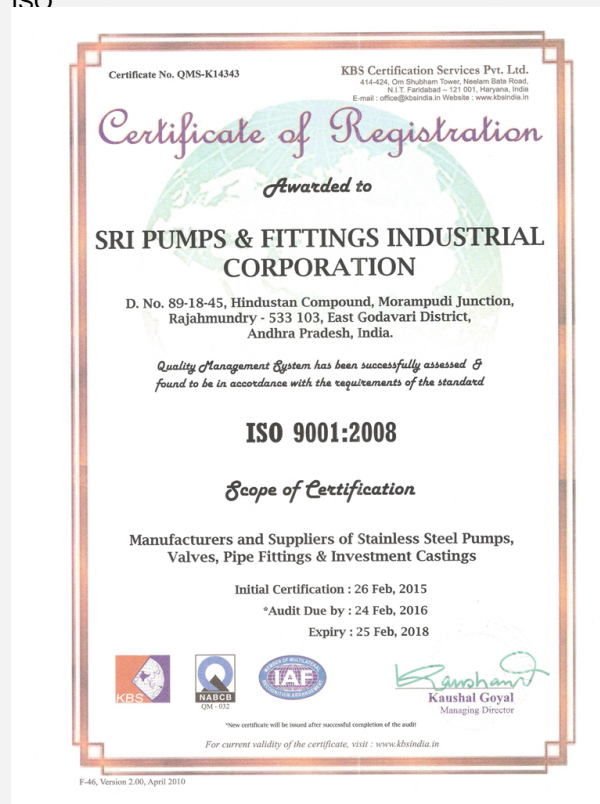 ISO
Certificate No. QMS-K14343
KBS Certification Services Pvt. Ltd.
414-424, Om Shubham Tower, Neelam Bata Road,
N.I.T. Faridabad – 121 001, Haryana, India
E-mail : office@kbsindia.in Website : www.kbsindia.in
Certificate of Registration
Awarded to
SRI PUMPS & FITTINGS INDUSTRIAL
CORPORATION
D. No. 89-18-45, Hindustan Compound, Morampudi Junction,
Rajahmundry - 533 103, East Godavari District,
Andhra Pradesh, India.
Quality Management System has been successfully assessed &
found to be in accordance with the requirements of the standard
ISO 9001:2008
Scope of Certification
Manufacturers and Suppliers of Stainless Steel Pumps,
Valves, Pipe Fittings & Investment Castings
Initial Certification : 26 Feb, 2015
*Audit Due by : 24 Feb, 2016
Expiry : 25 Feb, 2018
KBS
NABCB
QM - 032
MEMBER OF MULTILATERAL
IAF
RECOGNITION ARRANGEMENT
Kaushal Goyal
Managing Director
*New certificate will be issued after successful completion of the audit
For current validity of the certificate, visit : www.kbsindia.in
F-46, Version 2.00, April 2010